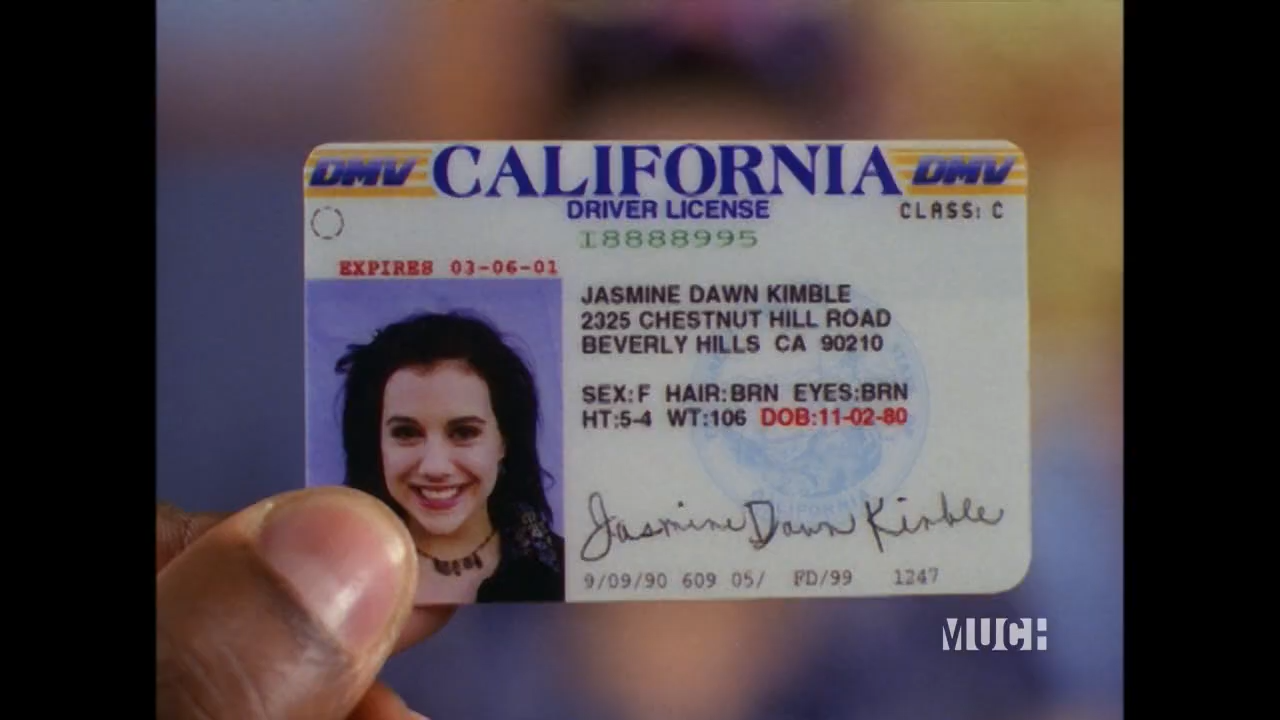 DMV CALIFORNIA DMV
DRIVER LICENSE
CLASS: C
I8888995
EXPIRES 03-06-01
JASMINE DAWN KIMBLE
2325 CHESTNUT HILL ROAD
BEVERLY HILLS CA 90210
SEX:F HAIR:BRN EYES:BRN
HT:5-4 WT:106 DOB:11-02-80
Jasmine Dawn Kimble
9/09/90 609 05/ FD/99 1247
MUCH